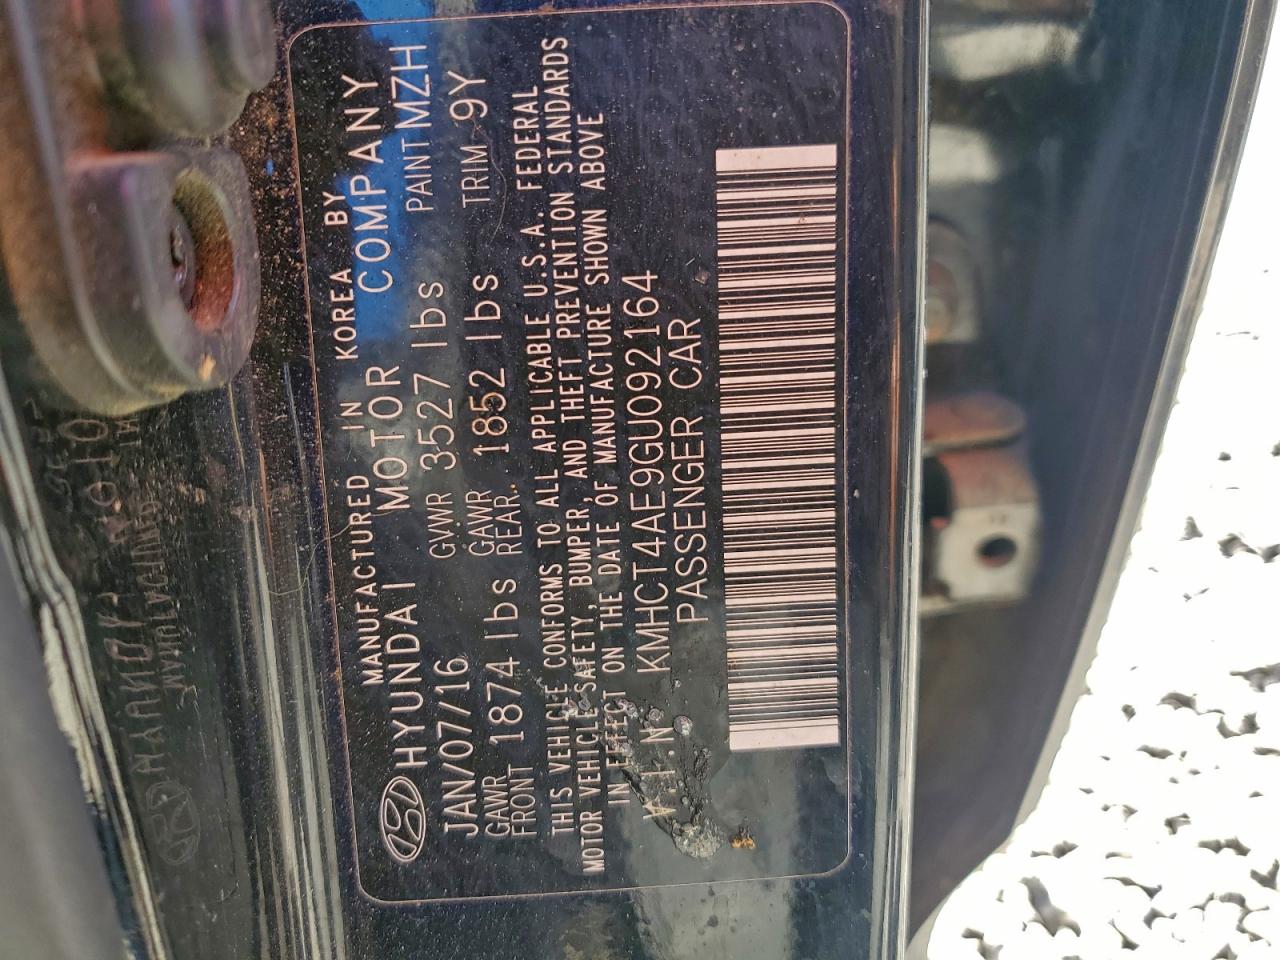 MANUFACTURED IN KOREA BY
HYUNDAI MOTOR COMPANY
JAN/07/16 GVWR 3527 lbs PAINT MZH
GAWR FRONT 1874 lbs GAWR REAR 1852 lbs TRIM 9Y
THIS VEHICLE CONFORMS TO ALL APPLICABLE U.S.A. FEDERAL
MOTOR VEHICLE SAFETY, BUMPER, AND THEFT PREVENTION STANDARDS
IN EFFECT ON THE DATE OF MANUFACTURE SHOWN ABOVE
V.I.N KMHCT4AE9GU092164
PASSENGER CAR